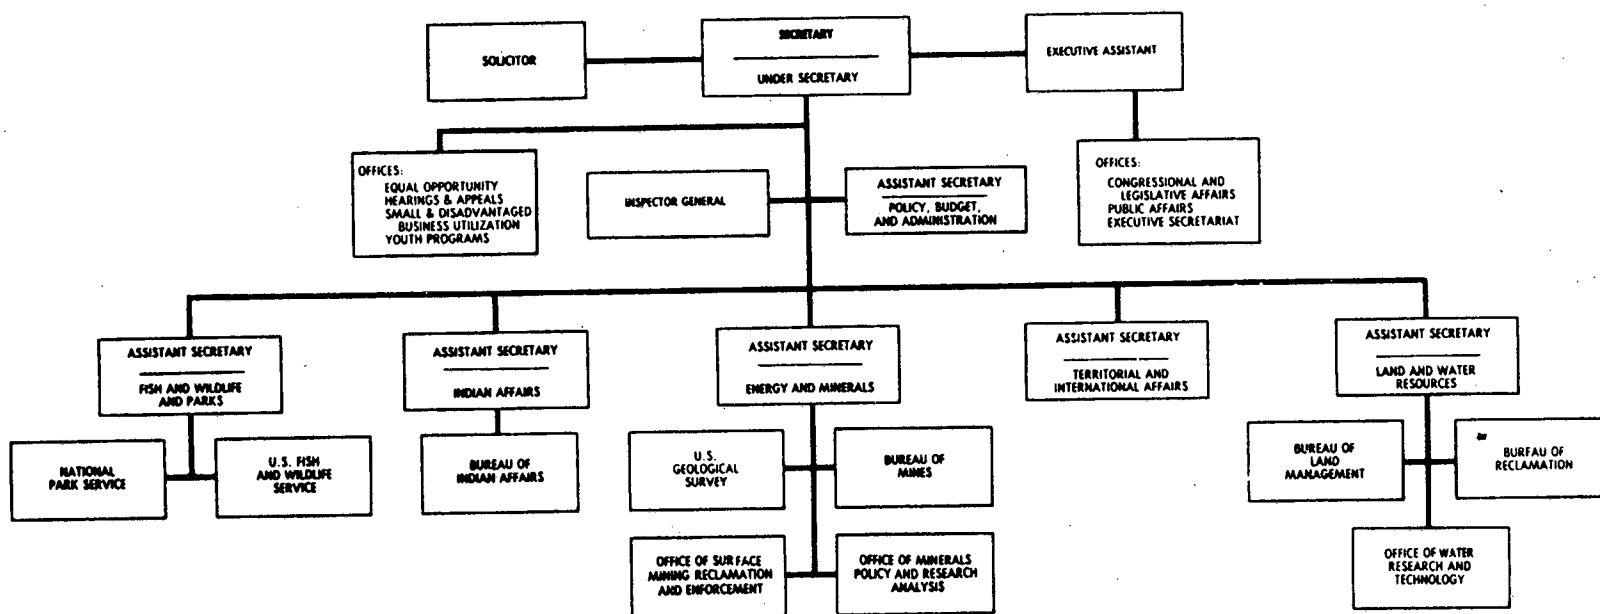 SECRETARY
UNDER SECRETARY
SOLICITOR
EXECUTIVE ASSISTANT
OFFICES:
EQUAL OPPORTUNITY
HEARINGS & APPEALS
SMALL & DISADVANTAGED
BUSINESS UTILIZATION
YOUTH PROGRAMS
INSPECTOR GENERAL
ASSISTANT SECRETARY
POLICY, BUDGET,
AND ADMINISTRATION
OFFICES:
CONGRESSIONAL AND
LEGISLATIVE AFFAIRS
PUBLIC AFFAIRS
EXECUTIVE SECRETARIAT
ASSISTANT SECRETARY
FISH AND WILDLIFE
AND PARKS
ASSISTANT SECRETARY
INDIAN AFFAIRS
ASSISTANT SECRETARY
ENERGY AND MINERALS
ASSISTANT SECRETARY
TERRITORIAL AND
INTERNATIONAL AFFAIRS
ASSISTANT SECRETARY
LAND AND WATER
RESOURCES
NATIONAL
PARK SERVICE
U.S. FISH
AND WILDLIFE
SERVICE
BUREAU OF
INDIAN AFFAIRS
U.S.
GEOLOGICAL
SURVEY
BUREAU OF
MINES
BUREAU OF
LAND
MANAGEMENT
BUREAU OF
RECLAMATION
OFFICE OF SURFACE
MINING RECLAMATION
AND ENFORCEMENT
OFFICE OF MINERALS
POLICY AND RESEARCH
ANALYSIS
OFFICE OF WATER
RESEARCH AND
TECHNOLOGY